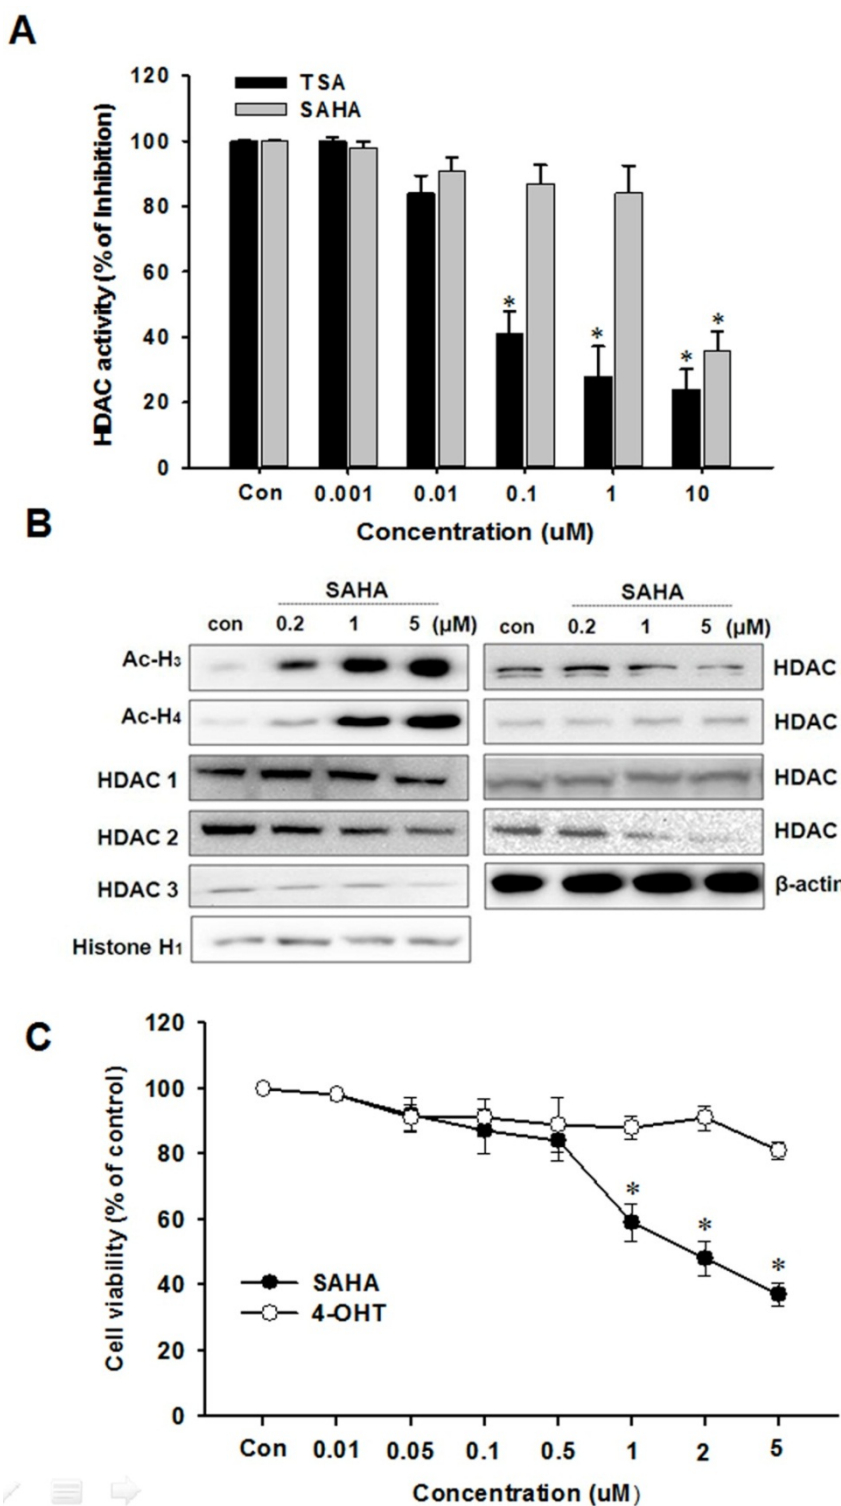 A
120
100
80
60
40
20
0
HDAC activity (% of Inhibition)
TSA
SAHA
*
*
*
*
Con 0.001 0.01 0.1 1 10
Concentration (uM)
B
SAHA
con 0.2 1 5 (µM)
Ac-H3
Ac-H4
HDAC 1
HDAC 2
HDAC 3
Histone H1
SAHA
con 0.2 1 5 (µM)
HDAC
HDAC
HDAC
HDAC
β-actin
C
120
100
80
60
40
20
0
Cell viability (% of control)
*
*
*
SAHA
4-OHT
Con 0.01 0.05 0.1 0.5 1 2 5
Concentration (uM)